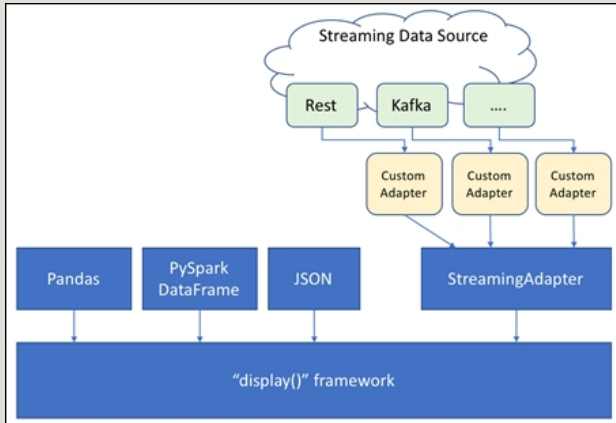 Streaming Data Source
Rest
Kafka
....
Custom
Adapter
Custom
Adapter
Custom
Adapter
Pandas
PySpark
DataFrame
JSON
StreamingAdapter
“display()” framework